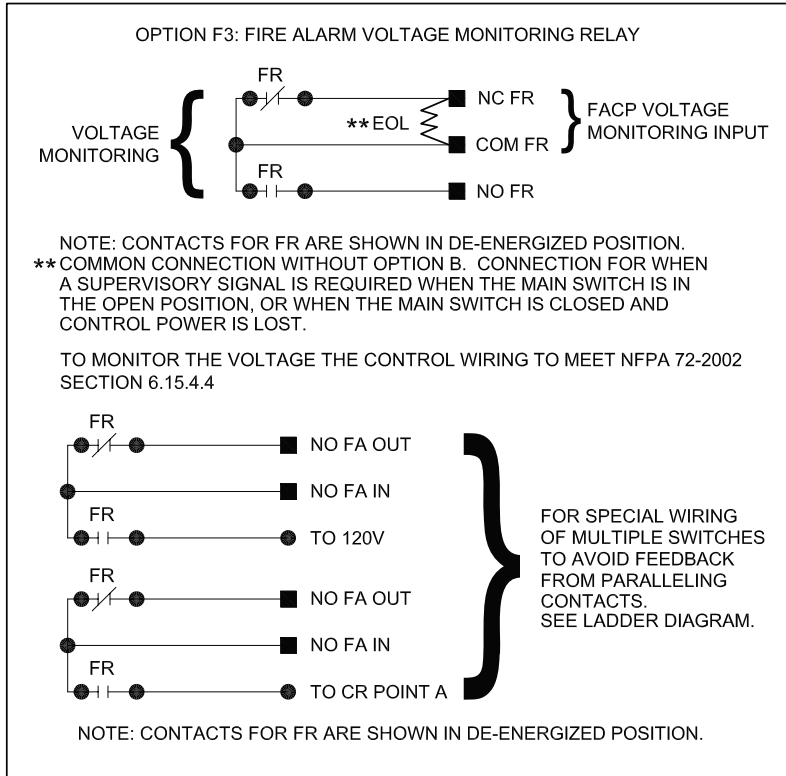 OPTION F3: FIRE ALARM VOLTAGE MONITORING RELAY
FR
NC FR
**EOL
COM FR
FR
NO FR
VOLTAGE
MONITORING
FACP VOLTAGE
MONITORING INPUT
NOTE: CONTACTS FOR FR ARE SHOWN IN DE-ENERGIZED POSITION.
**COMMON CONNECTION WITHOUT OPTION B. CONNECTION FOR WHEN
A SUPERVISORY SIGNAL IS REQUIRED WHEN THE MAIN SWITCH IS IN
THE OPEN POSITION, OR WHEN THE MAIN SWITCH IS CLOSED AND
CONTROL POWER IS LOST.
TO MONITOR THE VOLTAGE THE CONTROL WIRING TO MEET NFPA 72-2002
SECTION 6.15.4.4
FR
NO FA OUT
NO FA IN
FR
TO 120V
FR
NO FA OUT
NO FA IN
FR
TO CR POINT A
FOR SPECIAL WIRING
OF MULTIPLE SWITCHES
TO AVOID FEEDBACK
FROM PARALLELING
CONTACTS.
SEE LADDER DIAGRAM.
NOTE: CONTACTS FOR FR ARE SHOWN IN DE-ENERGIZED POSITION.